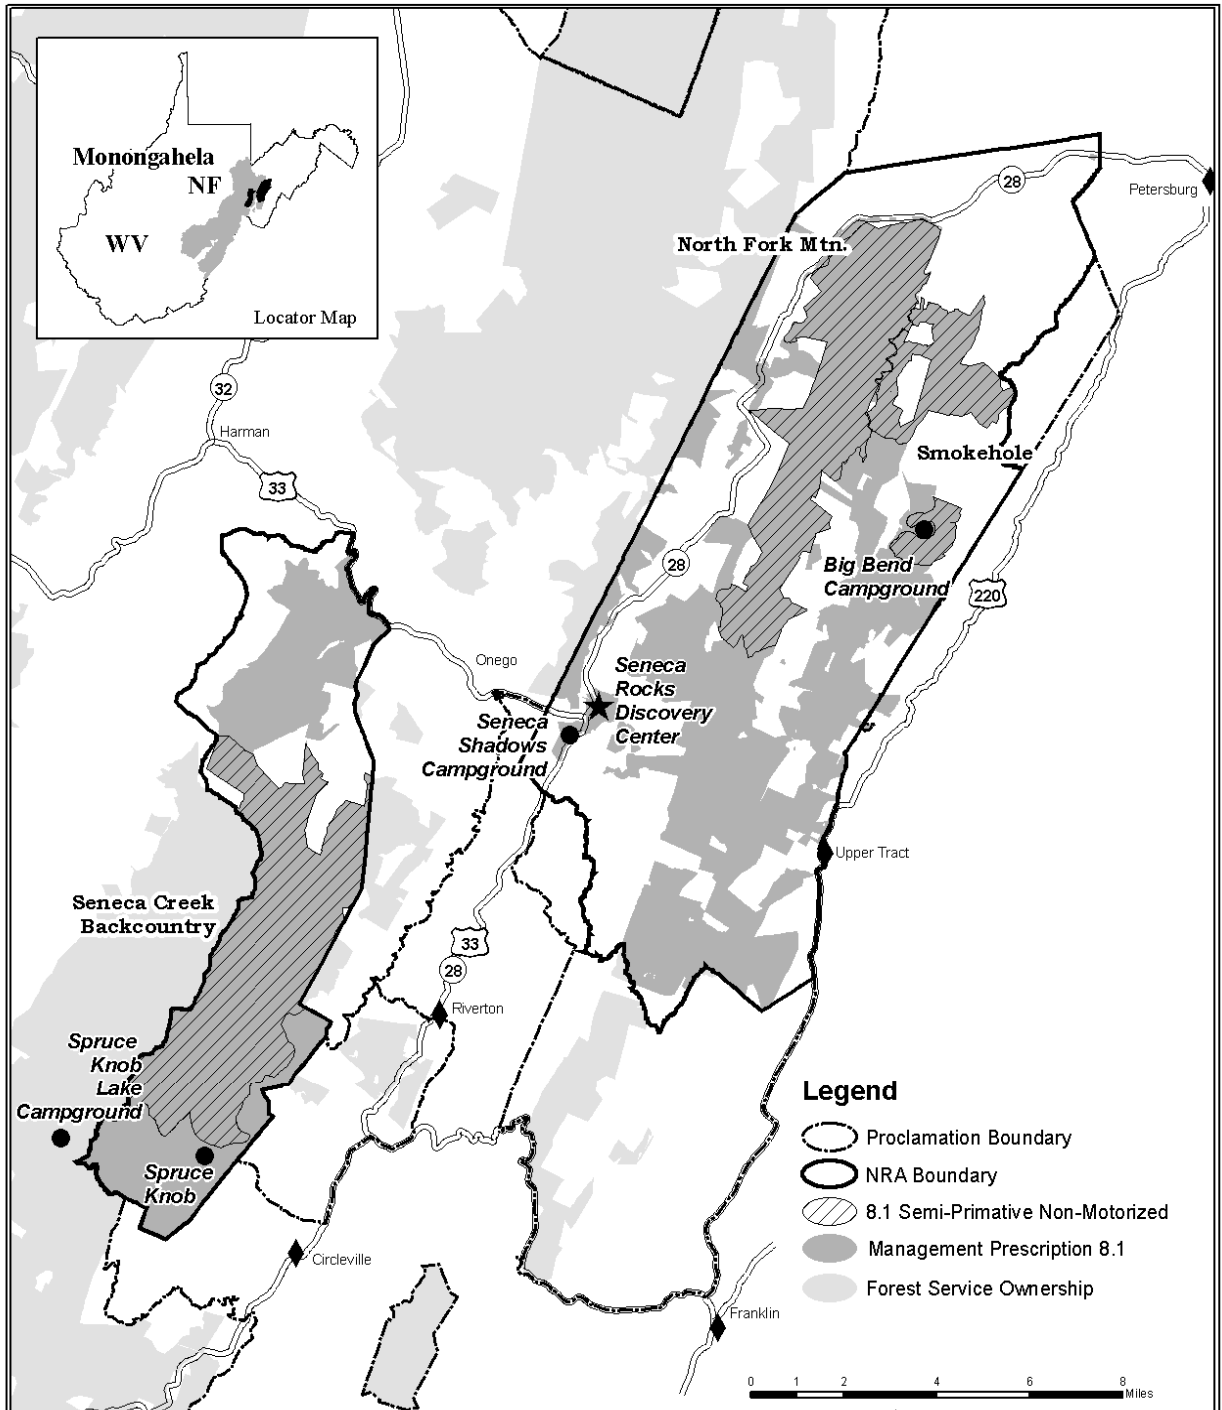 Monongahela
NF
WV
Locator Map
28
Petersburg
North Fork Mtn.
32
Harman
33
Smokehole
28
Big Bend
Campground
220
Onego
Seneca
Rocks
Discovery
Center
Seneca
Shadows
Campground
Upper Tract
Seneca Creek
Backcountry
33
28
Riverton
Spruce
Knob
Lake
Campground
Spruce
Knob
Circleville
Franklin
Legend
Proclamation Boundary
NRA Boundary
8.1 Semi-Primative Non-Motorized
Management Prescription 8.1
Forest Service Ownership
0 1 2 4 6 8
Miles